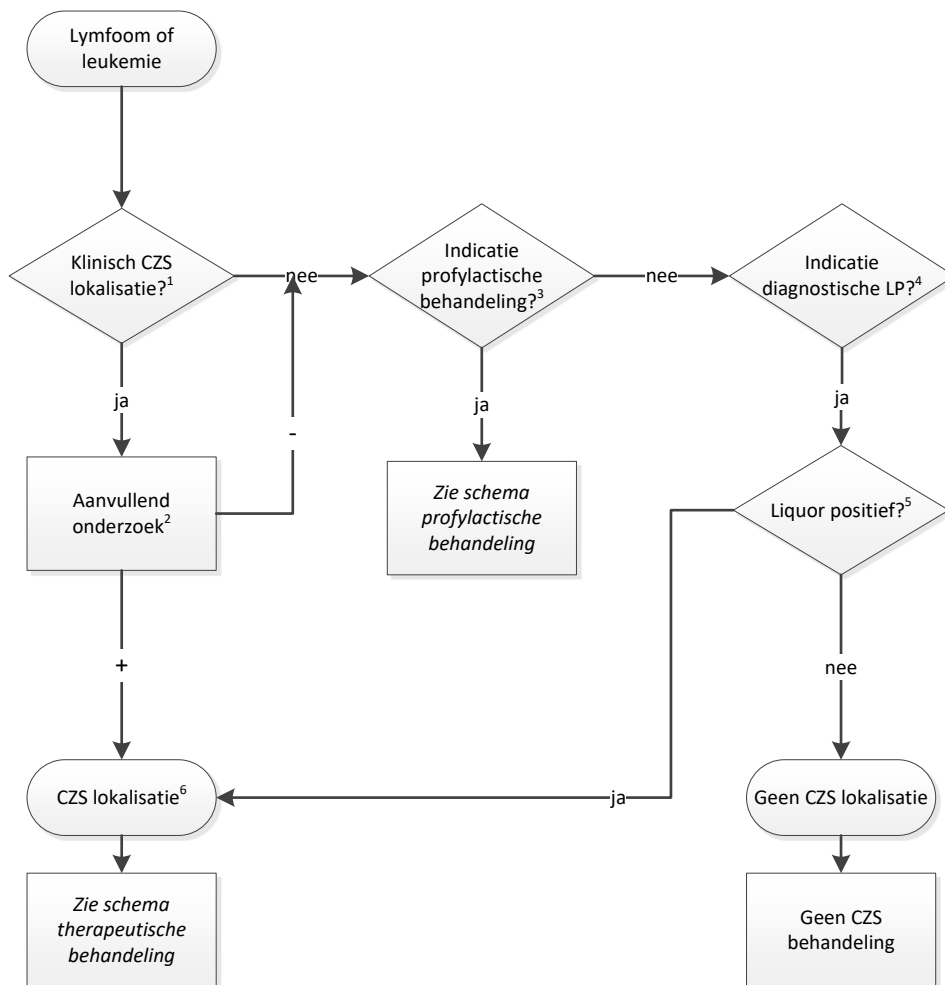 Lymfoom of
leukemie
Klinisch CZS
lokalisatie?1
nee
Indicatie
profylactische
behandeling?3
nee
Indicatie
diagnostische LP?4
ja
ja
ja
-
Aanvullend
onderzoek2
Zie schema
profylactische
behandeling
Liquor positief?5
+
nee
CZS lokalisatie6
ja
Geen CZS lokalisatie
Zie schema
therapeutische
behandeling
Geen CZS
behandeling